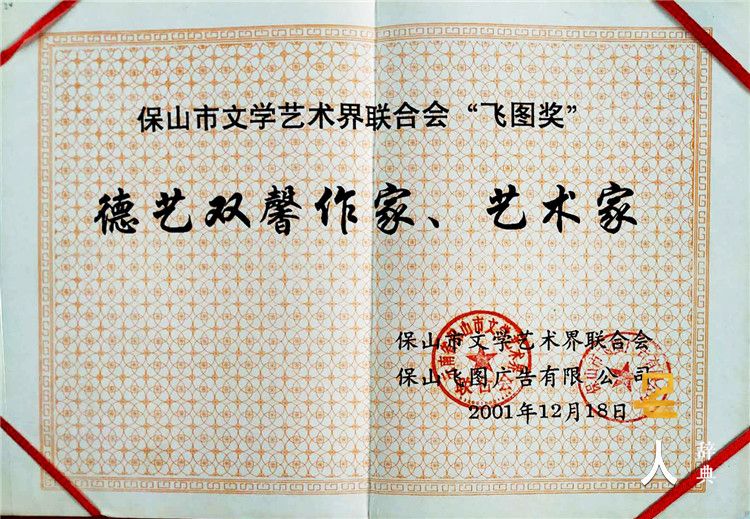 保山市文学艺术界联合会“飞图奖”
德艺双馨作家、艺术家
保山市文学艺术界联合会
保山飞图广告有限公司
2001年12月18日
人
辞典